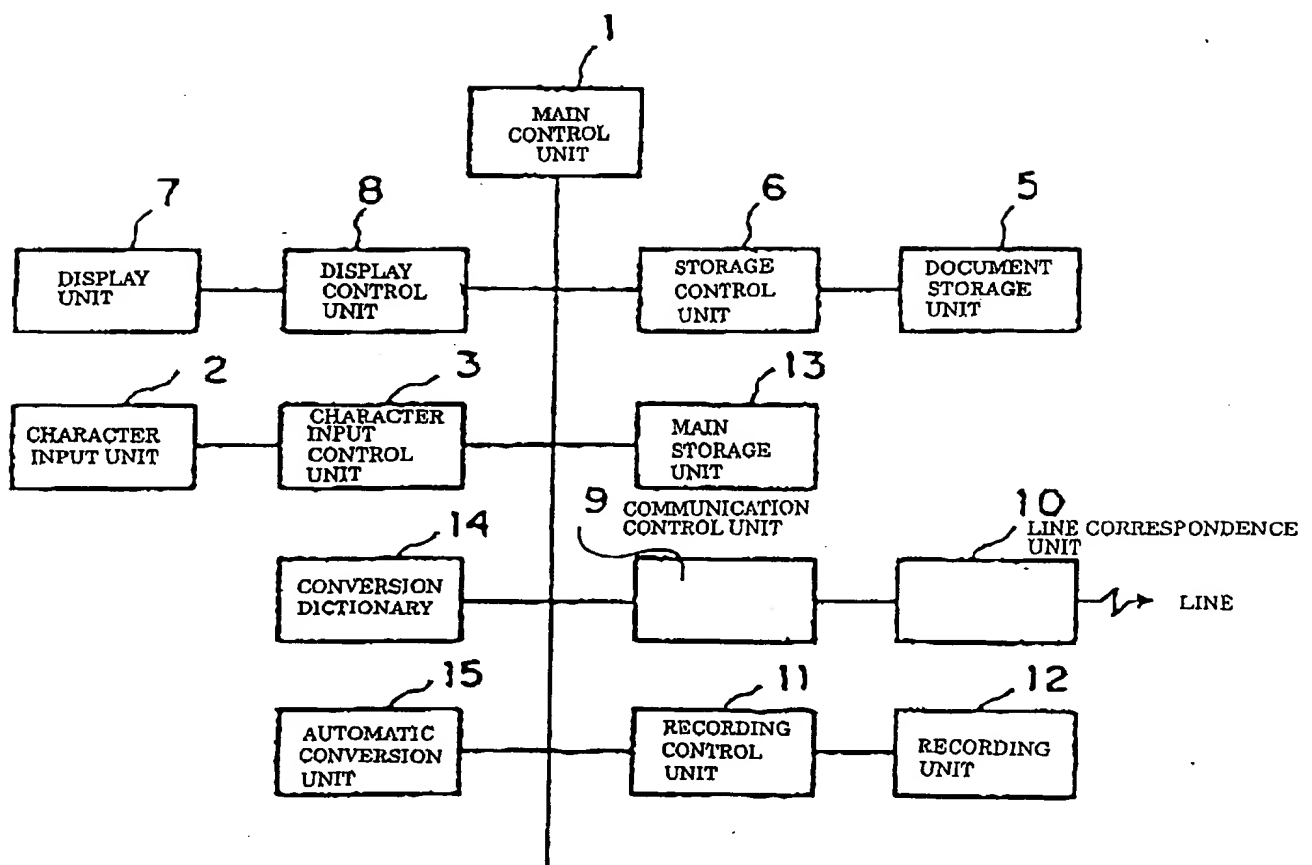 1
MAIN
CONTROL
UNIT
7
8
6
5
DISPLAY
UNIT
DISPLAY
CONTROL
UNIT
STORAGE
CONTROL
UNIT
DOCUMENT
STORAGE
UNIT
2
3
13
CHARACTER
INPUT UNIT
CHARACTER
INPUT
CONTROL
UNIT
MAIN
STORAGE
UNIT
14
9
COMMUNICATION
CONTROL UNIT
10
LINE CORRESPONDENCE
UNIT
CONVERSION
DICTIONARY
LINE
15
11
12
AUTOMATIC
CONVERSION
UNIT
RECORDING
CONTROL
UNIT
RECORDING
UNIT